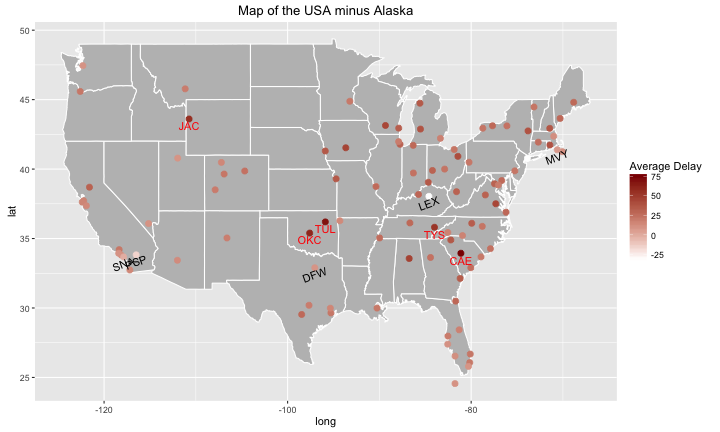 Map of the USA minus Alaska
50
45
40
35
30
25
lat
JAC
MVY
LEX
TUL
OKC
TYS
CAE
SNA
PSP
DFW
-120
-100
-80
long
Average Delay
75
50
25
0
-25